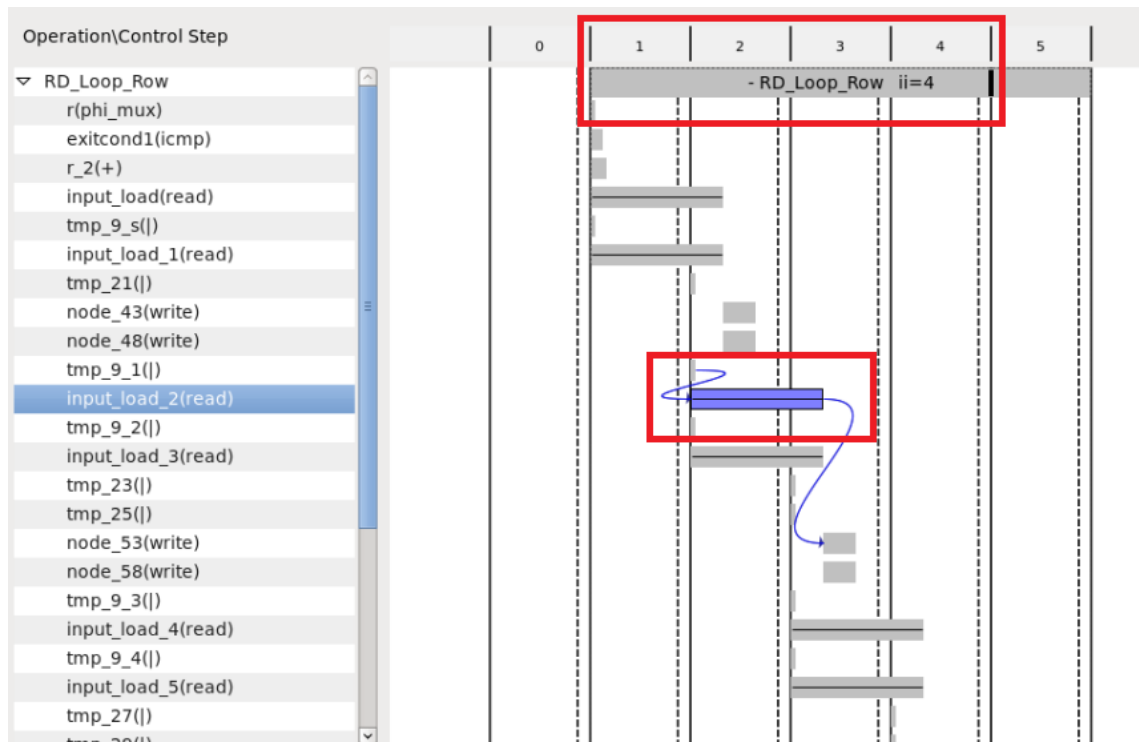 Operation\Control Step
0 1 2 3 4 5
RD_Loop_Row
- RD_Loop_Row ii=4
r(phi_mux)
exitcond1(icmp)
r_2(+)
input_load(read)
tmp_9_s(|)
input_load_1(read)
tmp_21(|)
node_43(write)
node_48(write)
tmp_9_1(|)
input_load_2(read)
tmp_9_2(|)
input_load_3(read)
tmp_23(|)
tmp_25(|)
node_53(write)
node_58(write)
tmp_9_3(|)
input_load_4(read)
tmp_9_4(|)
input_load_5(read)
tmp_27(|)